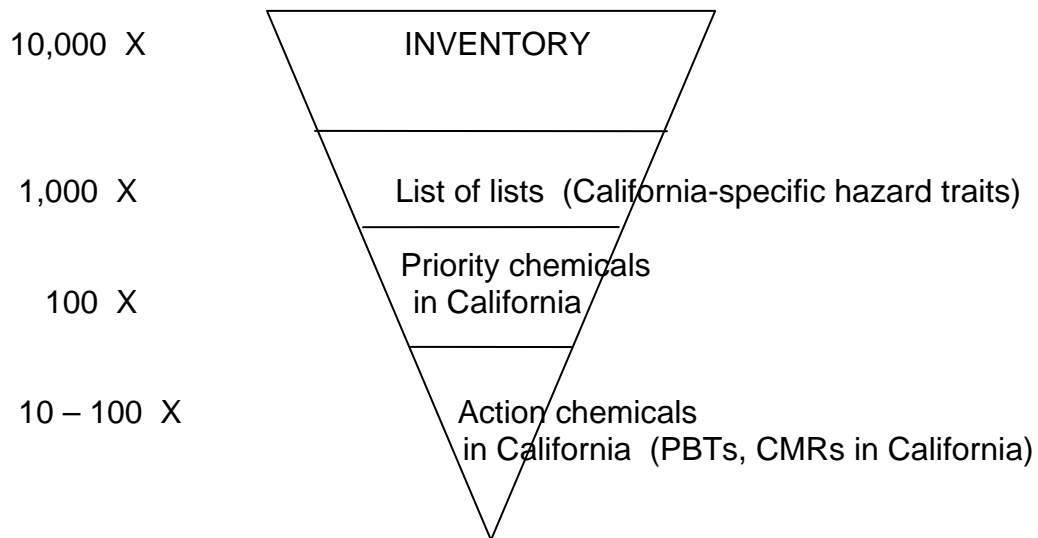 10,000 X INVENTORY
1,000 X List of lists (California-specific hazard traits)
Priority chemicals
100 X in California
10 – 100 X Action chemicals
in California (PBTs, CMRs in California)